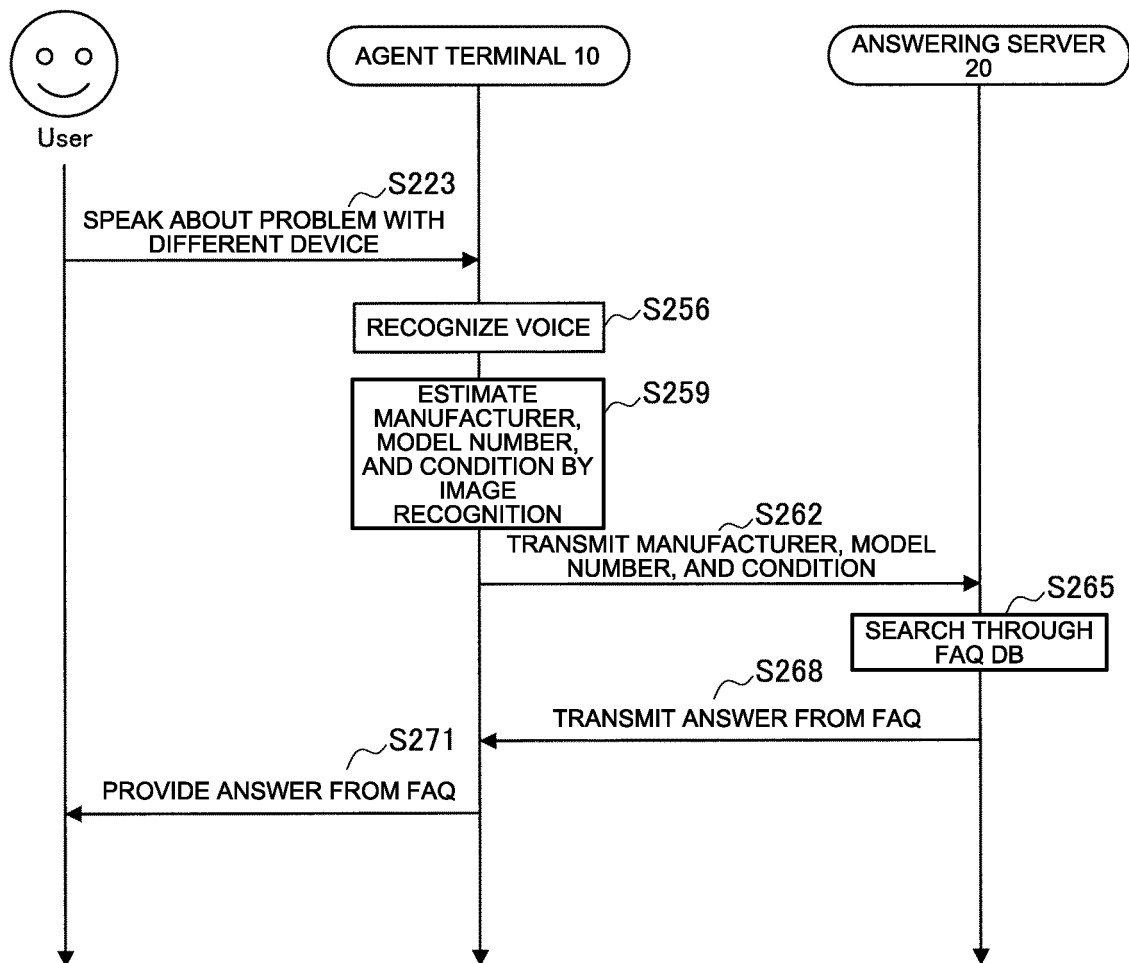 AGENT TERMINAL 10
ANSWERING SERVER
20
User
S223
SPEAK ABOUT PROBLEM WITH
DIFFERENT DEVICE
S256
RECOGNIZE VOICE
S259
ESTIMATE
MANUFACTURER,
MODEL NUMBER,
AND CONDITION BY
IMAGE
RECOGNITION
S262
TRANSMIT MANUFACTURER, MODEL
NUMBER, AND CONDITION
S265
SEARCH THROUGH
FAQ DB
S268
TRANSMIT ANSWER FROM FAQ
S271
PROVIDE ANSWER FROM FAQ